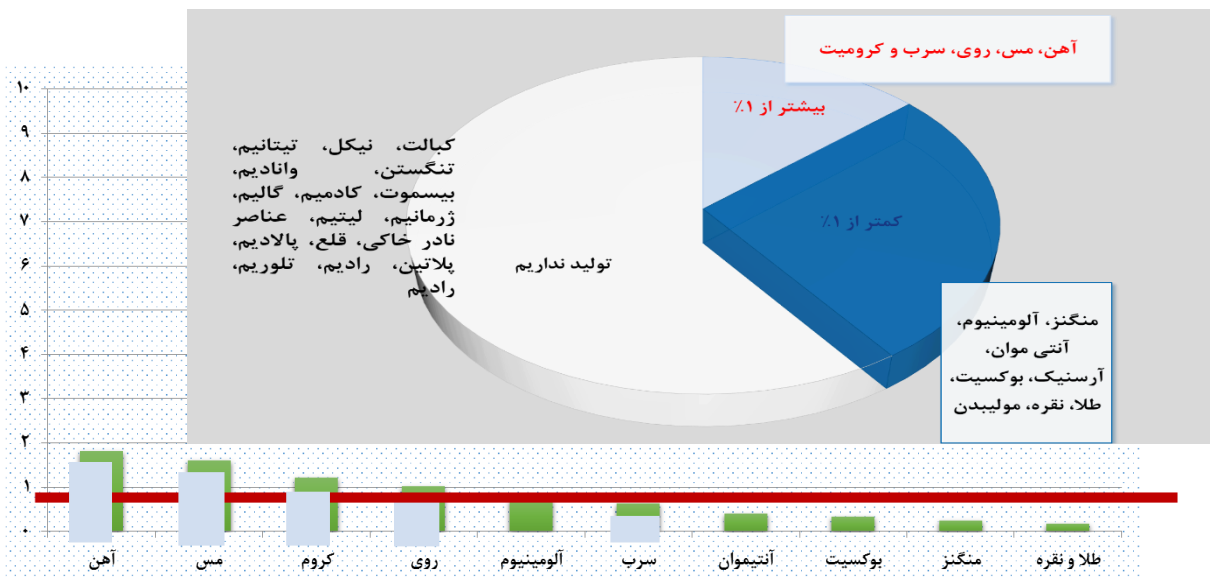 آهن، مس، روی، سرب و کرومیت
بیشتر از ۱٪
کمتر از ۱٪
تولید نداریم
کبالت، نیکل، تیتانیم،
تنگستن، وانادیم،
بیسموت، کادمیم، گالیم،
ژرمانیم، لیتیم، عناصر
نادر خاکی، قلع، پالادیم،
پلاتین، رادیم، تلوریم،
رادیم
منگنز، آلومینیوم،
آنتی موان،
آرسنیک، بوکسیت،
طلا، نقره، مولیبدن
۱۰
۹
۸
۷
۶
۵
۴
۳
۲
۱
۰
آهن
مس
کروم
روی
آلومینیوم
سرب
آنتیموان
بوکسیت
منگنز
طلا و نقره